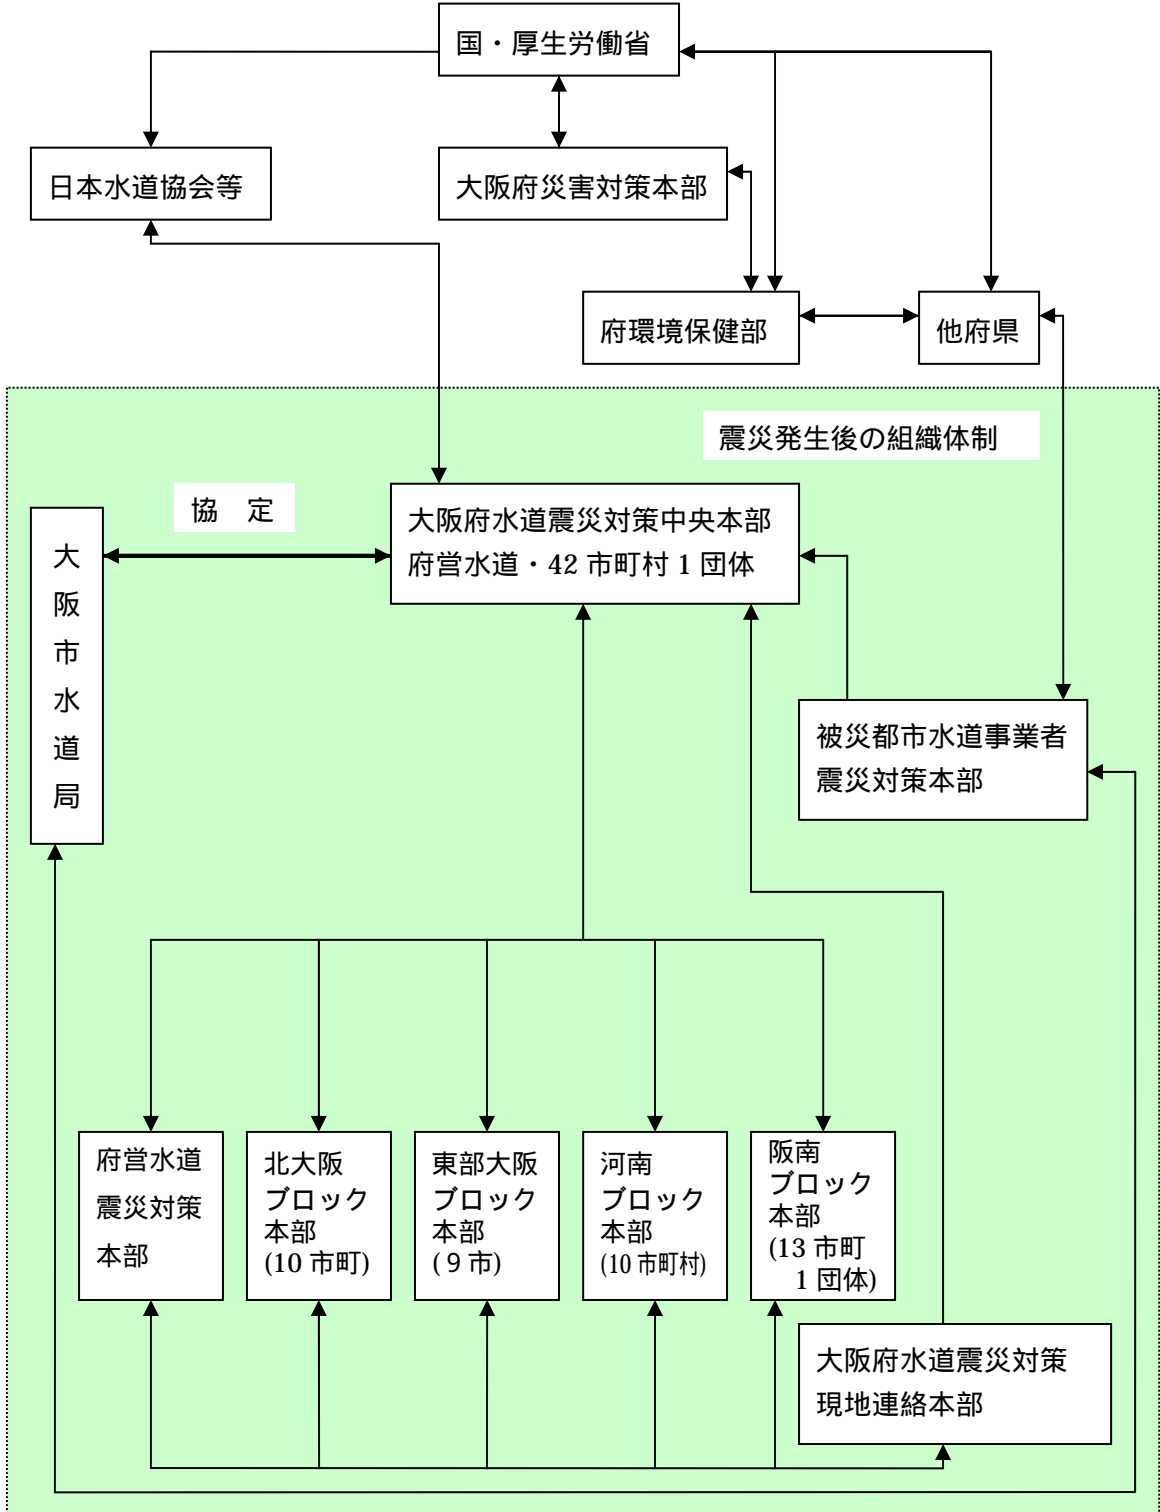 国・厚生労働省
日本水道協会等
大阪府災害対策本部
府環境保健部
他府県
震災発生後の組織体制
協　定
大阪市水道局
大阪府水道震災対策中央本部
府営水道・42 市町村 1 団体
被災都市水道事業者
震災対策本部
府営水道
震災対策
本部
北大阪
ブロック
本部
(10 市町)
東部大阪
ブロック
本部
(９市)
河南
ブロック
本部
(10 市町村)
阪南
ブロック
本部
(13 市町
1 団体)
大阪府水道震災対策
現地連絡本部